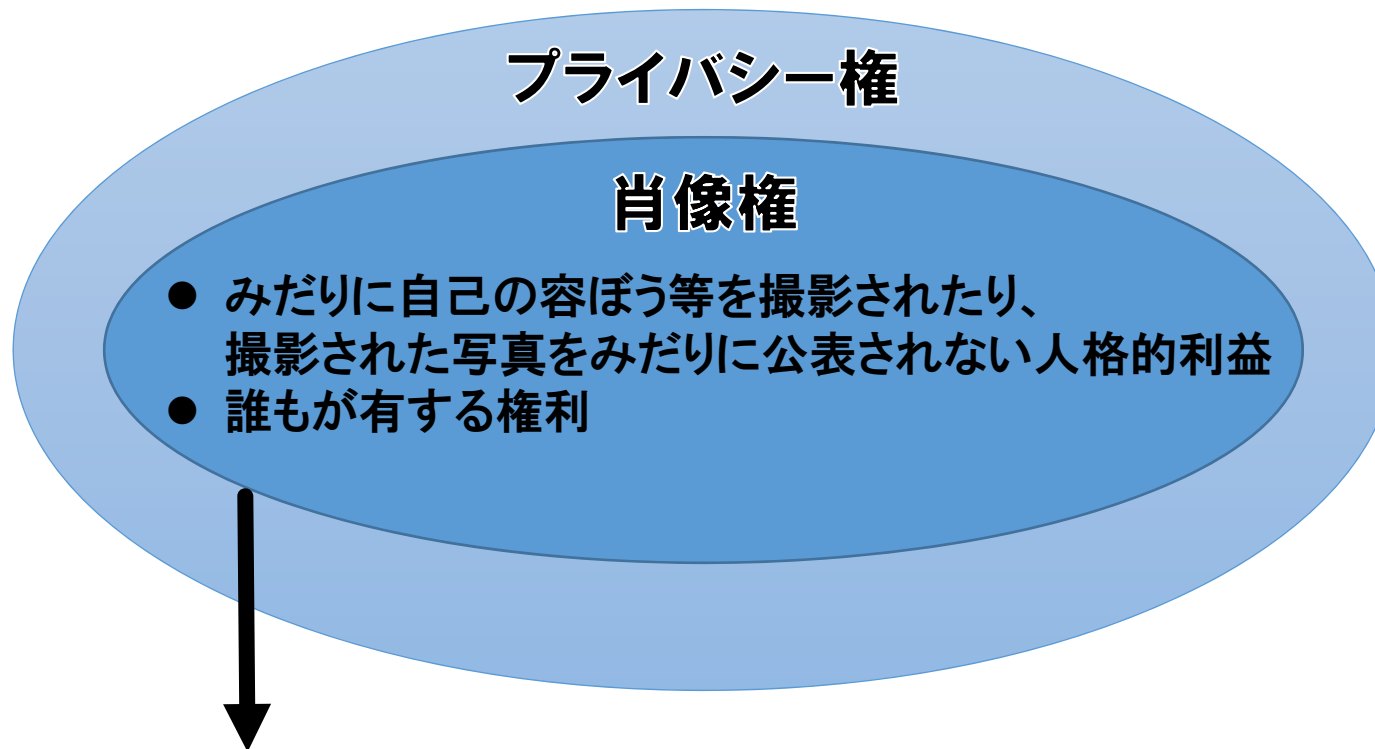 プライバシー権
肖像権
● みだりに自己の容ぼう等を撮影されたり、
撮影された写真をみだりに公表されない人格的利益
● 誰もが有する権利